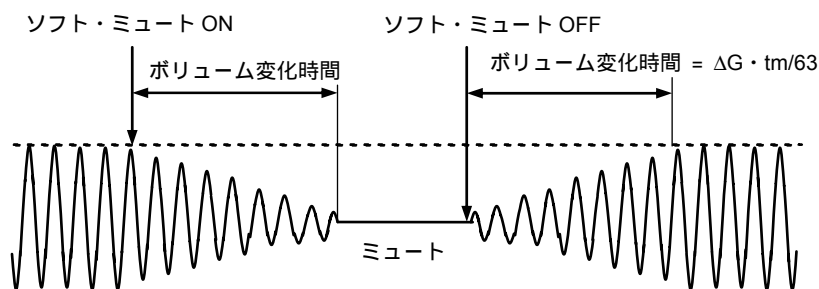 ソフト・ミュート ON
ソフト・ミュート OFF
ボリューム変化時間
ボリューム変化時間 = ΔG・tm/63
ミュート